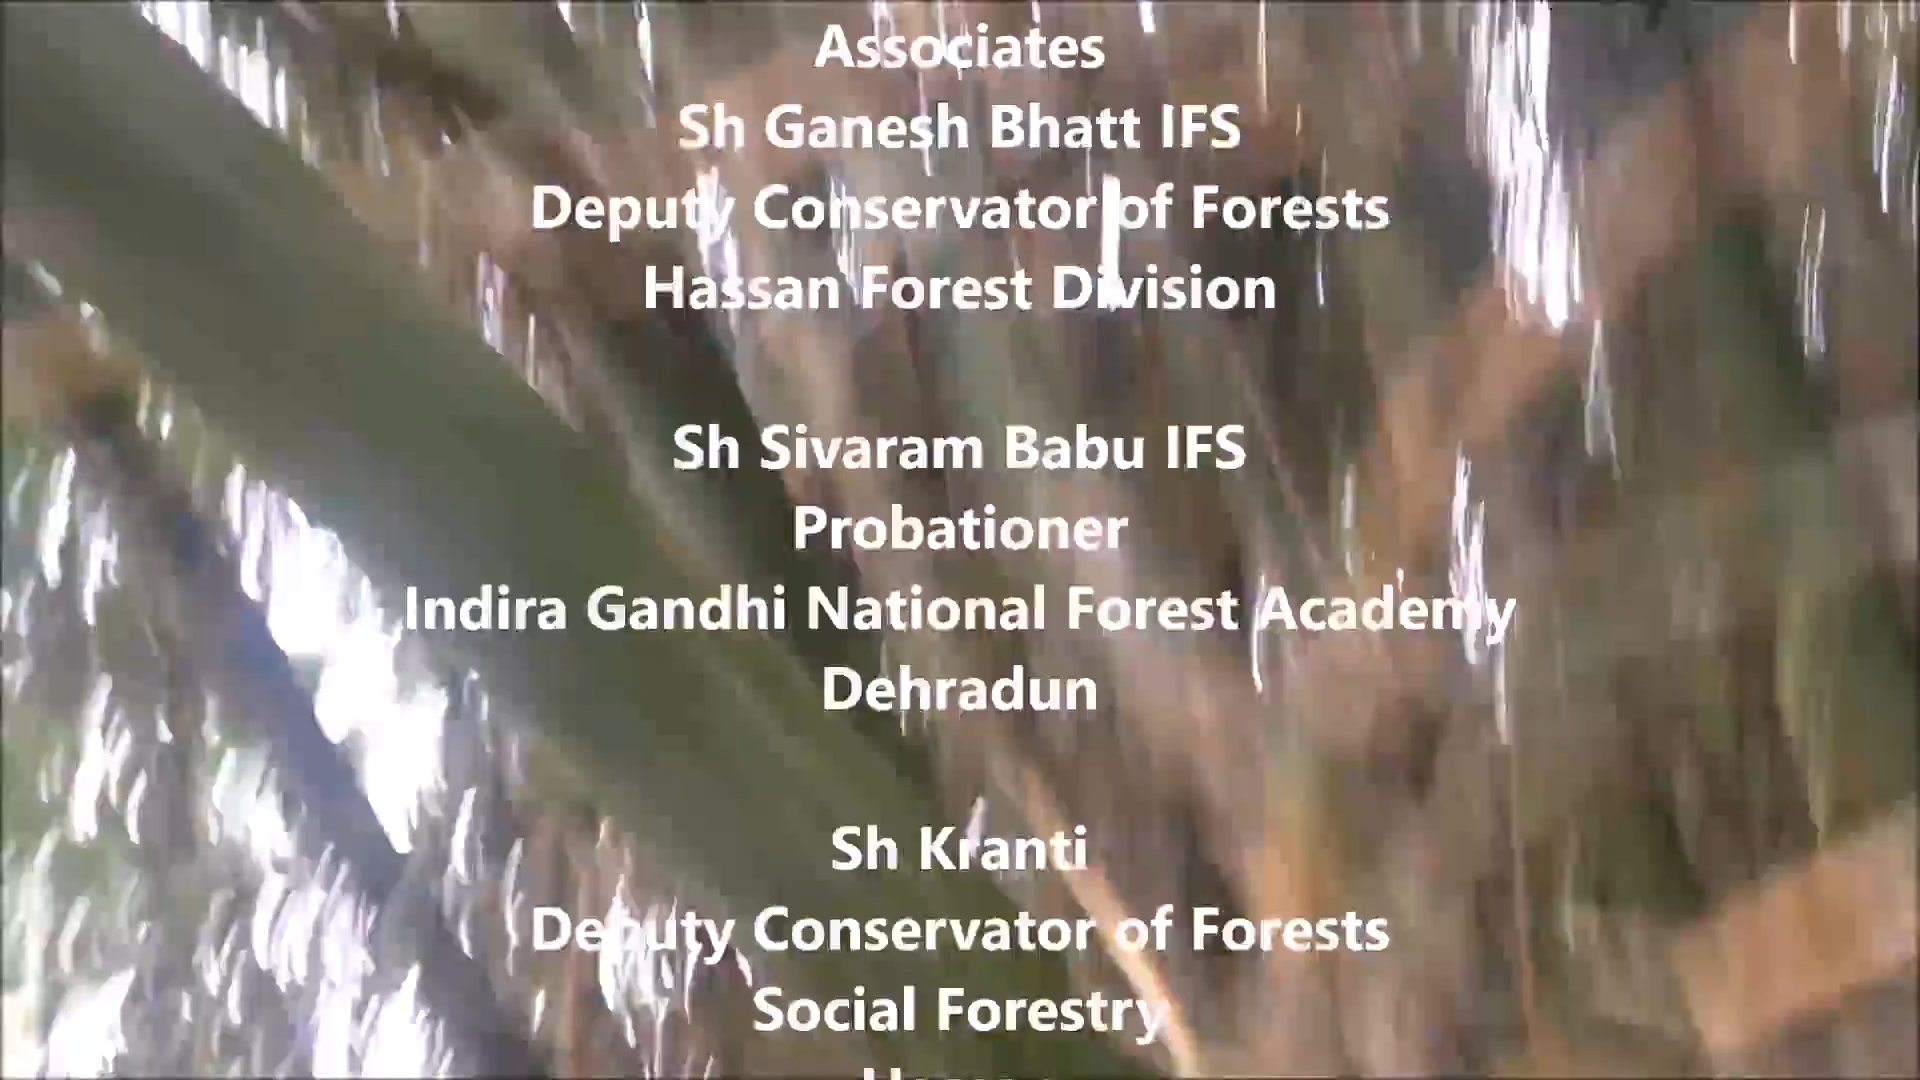 Associates
Sh Ganesh Bhatt IFS
Deputy Conservator of Forests
Hassan Forest Division
Sh Sivaram Babu IFS
Probationer
Indira Gandhi National Forest Academy
Dehradun
Sh Kranti
Deputy Conservator of Forests
Social Forestry